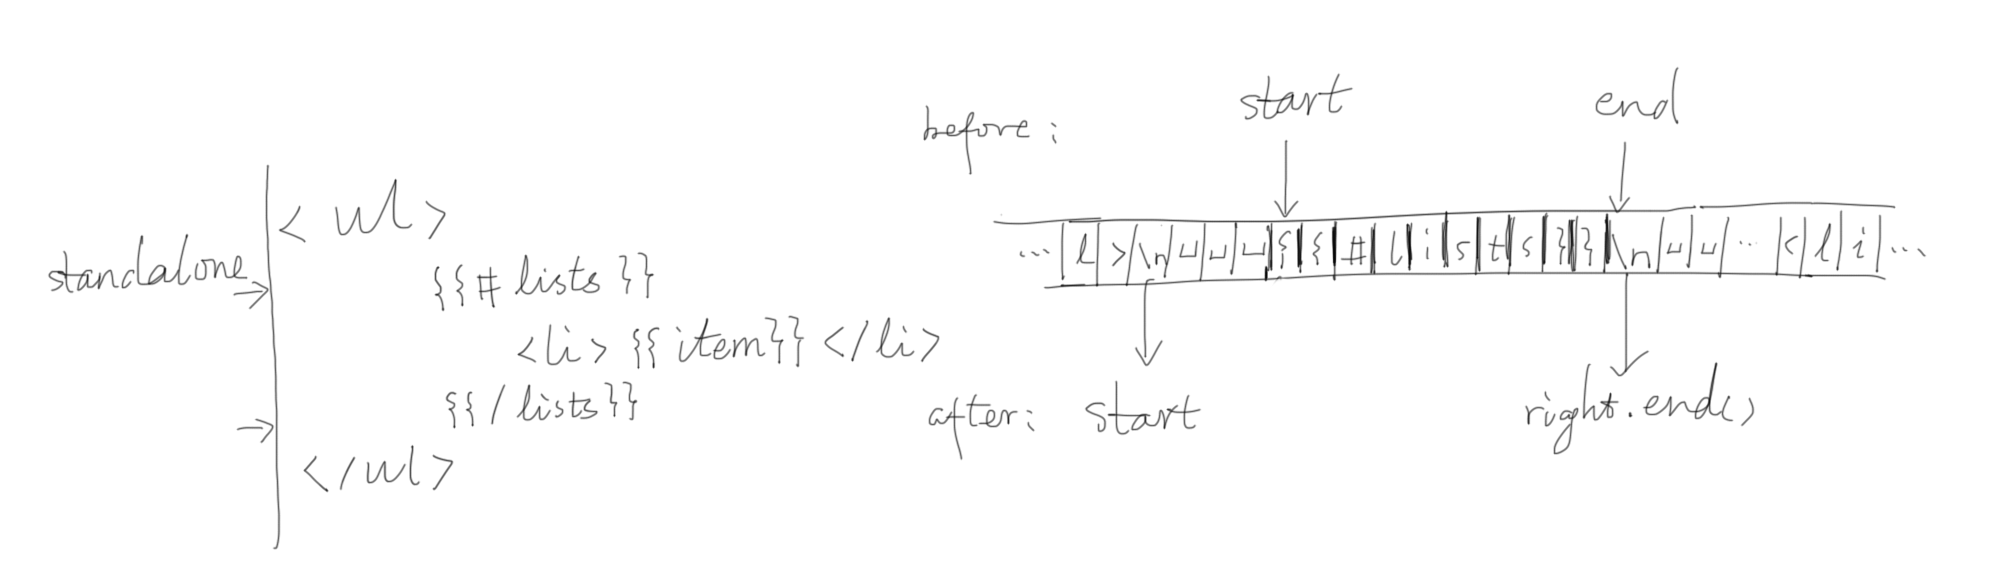 <ul>
standalone
{{# lists}}
<li> {{item}} </li>
{{/lists}}
</ul>
before:
start
end
... l > \n ␣ ␣ ␣ { { # l i s t s } } \n ␣ ␣ ... < l i ...
after: start
right.end()